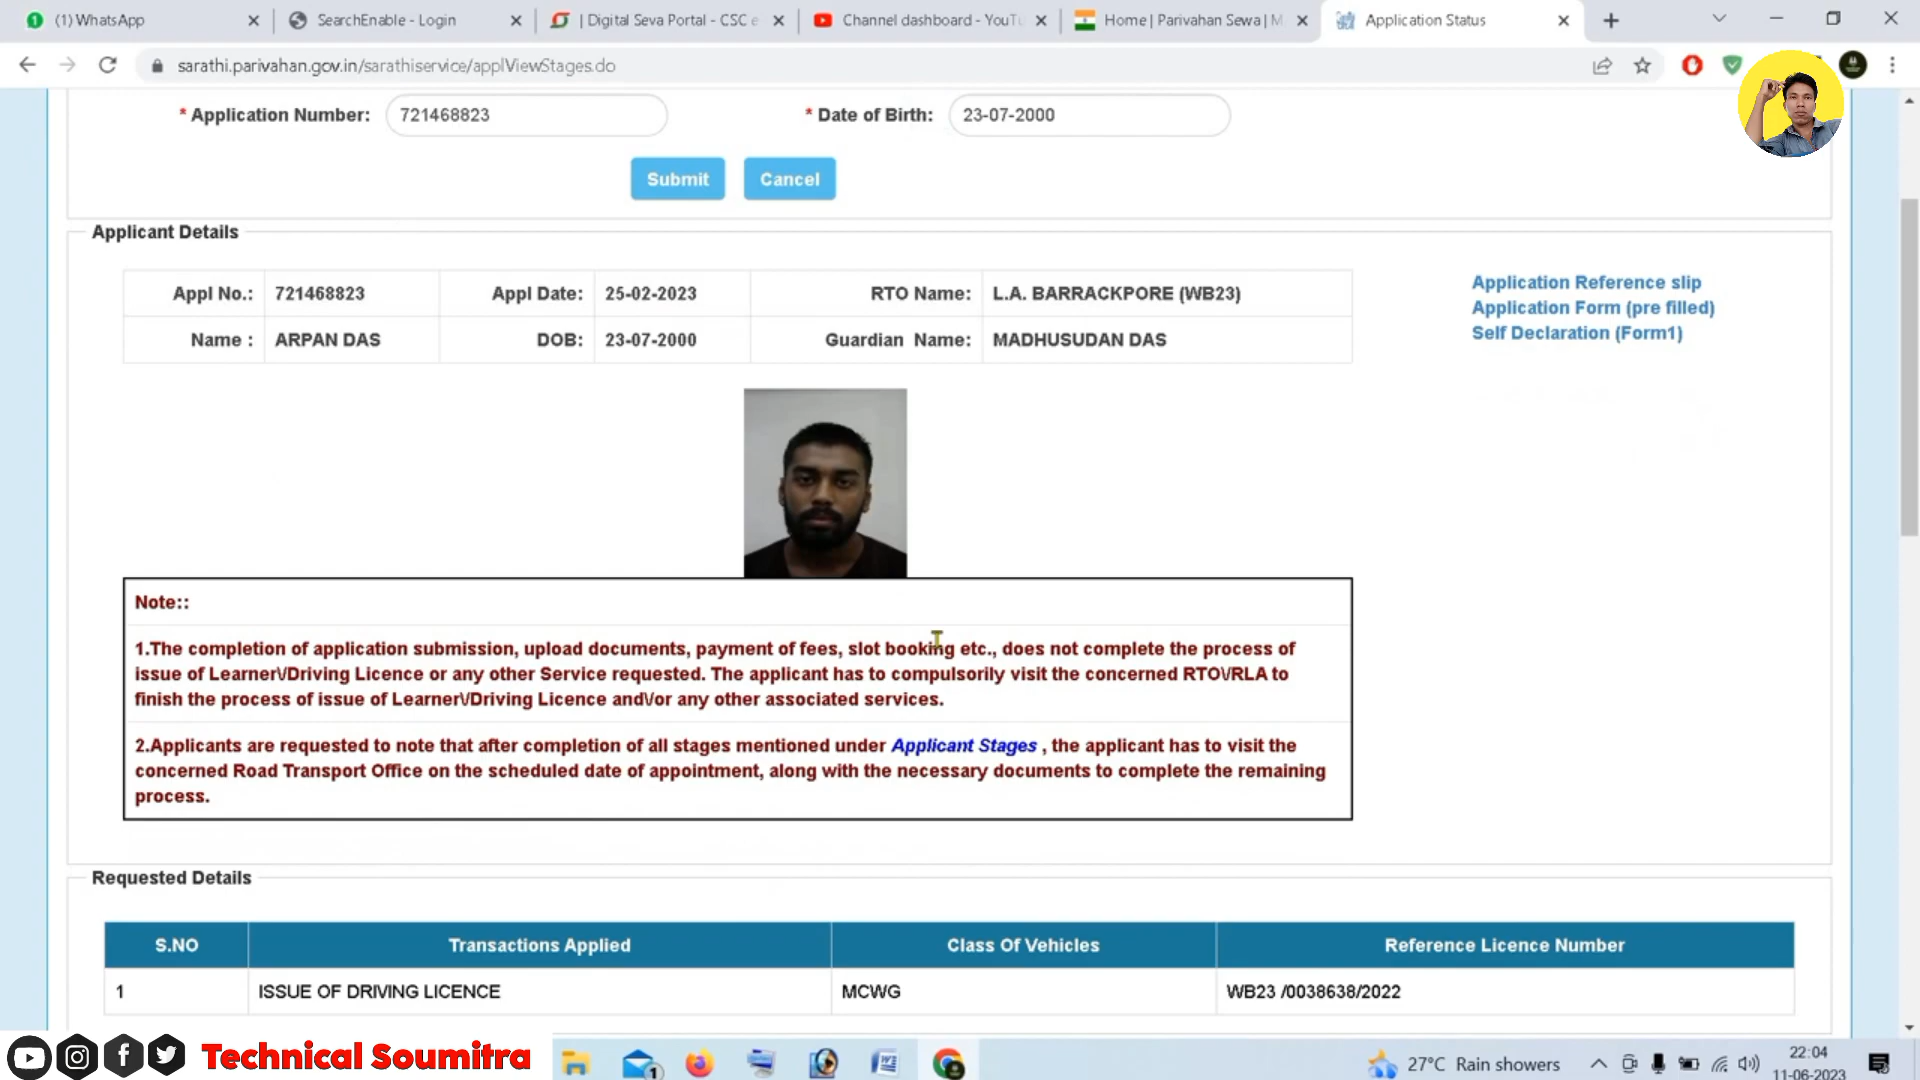 (1) WhatsApp
SearchEnable - Login
| Digital Seva Portal - CSC e
Channel dashboard - YouTu
Home | Parivahan Sewa | M
Application Status
sarathi.parivahan.gov.in/sarathiservice/applViewStages.do
* Application Number: 721468823 * Date of Birth: 23-07-2000
Submit Cancel
Applicant Details
Appl No.: 721468823 Appl Date: 25-02-2023 RTO Name: L.A. BARRACKPORE (WB23)
Name : ARPAN DAS DOB: 23-07-2000 Guardian Name: MADHUSUDAN DAS
Application Reference slip
Application Form (pre filled)
Self Declaration (Form1)
Note::
1.The completion of application submission, upload documents, payment of fees, slot booking etc., does not complete the process of
issue of Learner\/Driving Licence or any other Service requested. The applicant has to compulsorily visit the concerned RTO\/RLA to
finish the process of issue of Learner\/Driving Licence and\/or any other associated services.
2.Applicants are requested to note that after completion of all stages mentioned under Applicant Stages , the applicant has to visit the
concerned Road Transport Office on the scheduled date of appointment, along with the necessary documents to complete the remaining
process.
Requested Details
S.NO Transactions Applied Class Of Vehicles Reference Licence Number
1 ISSUE OF DRIVING LICENCE MCWG WB23 /0038638/2022
Technical Soumitra
1
27°C Rain showers
22:04
11-06-2023